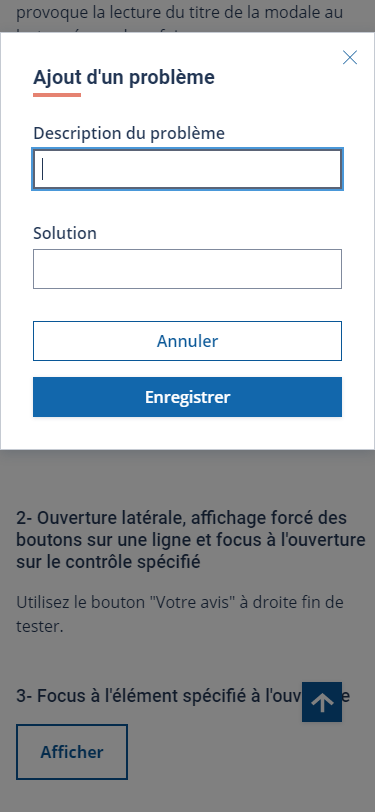 provoque la lecture du titre de la modale au
Ajout d'un problème
Description du problème
Solution
Annuler
Enregistrer
2- Ouverture latérale, affichage forcé des
boutons sur une ligne et focus à l'ouverture
sur le contrôle spécifié
Utilisez le bouton "Votre avis" à droite fin de
tester.
3- Focus à l'élément spécifié à l'ouv e
Afficher